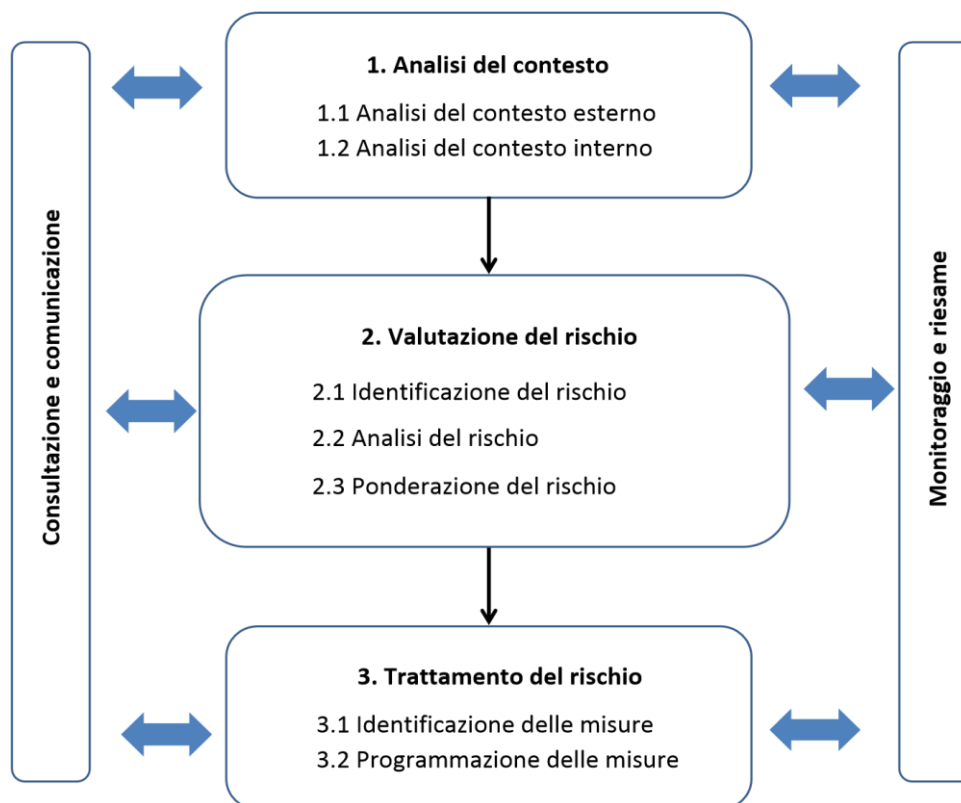 Consultazione e comunicazione
1. Analisi del contesto
1.1 Analisi del contesto esterno
1.2 Analisi del contesto interno
2. Valutazione del rischio
2.1 Identificazione del rischio
2.2 Analisi del rischio
2.3 Ponderazione del rischio
3. Trattamento del rischio
3.1 Identificazione delle misure
3.2 Programmazione delle misure
Monitoraggio e riesame